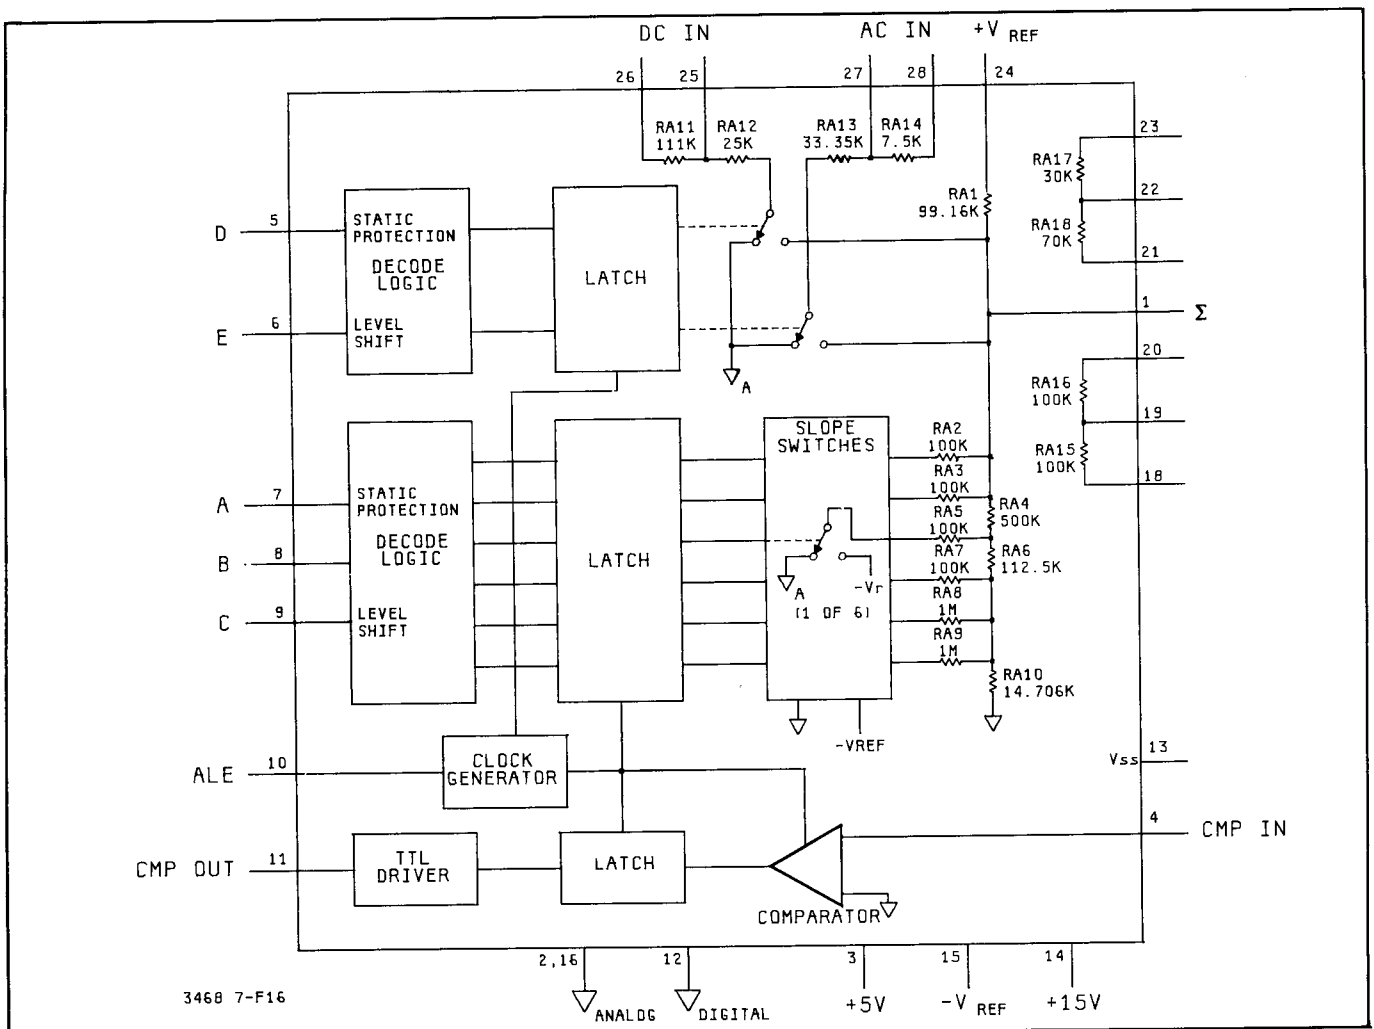 DC IN
AC IN
+V REF
26
25
27
28
24
RA11
111K
RA12
25K
RA13
33.35K
RA14
7.5K
23
RA17
30K
22
RA18
70K
21
RA1
99.16K
D
5
STATIC
PROTECTION
DECODE
LOGIC
LEVEL
SHIFT
LATCH
E
6
1
Σ
A
20
RA16
100K
19
RA15
100K
18
A
7
B
8
C
9
STATIC
PROTECTION
DECODE
LOGIC
LEVEL
SHIFT
LATCH
SLOPE
SWITCHES
A
-Vr
(1 OF 6)
RA2
100K
RA3
100K
RA4
500K
RA5
100K
RA6
112.5K
RA7
100K
RA8
1M
RA9
1M
RA10
14.706K
-VREF
ALE
10
CLOCK
GENERATOR
Vss
13
4
CMP IN
CMP OUT
11
TTL
DRIVER
LATCH
COMPARATOR
2,16
12
3
15
14
3468 7-F16
ANALOG
DIGITAL
+5V
-V REF
+15V